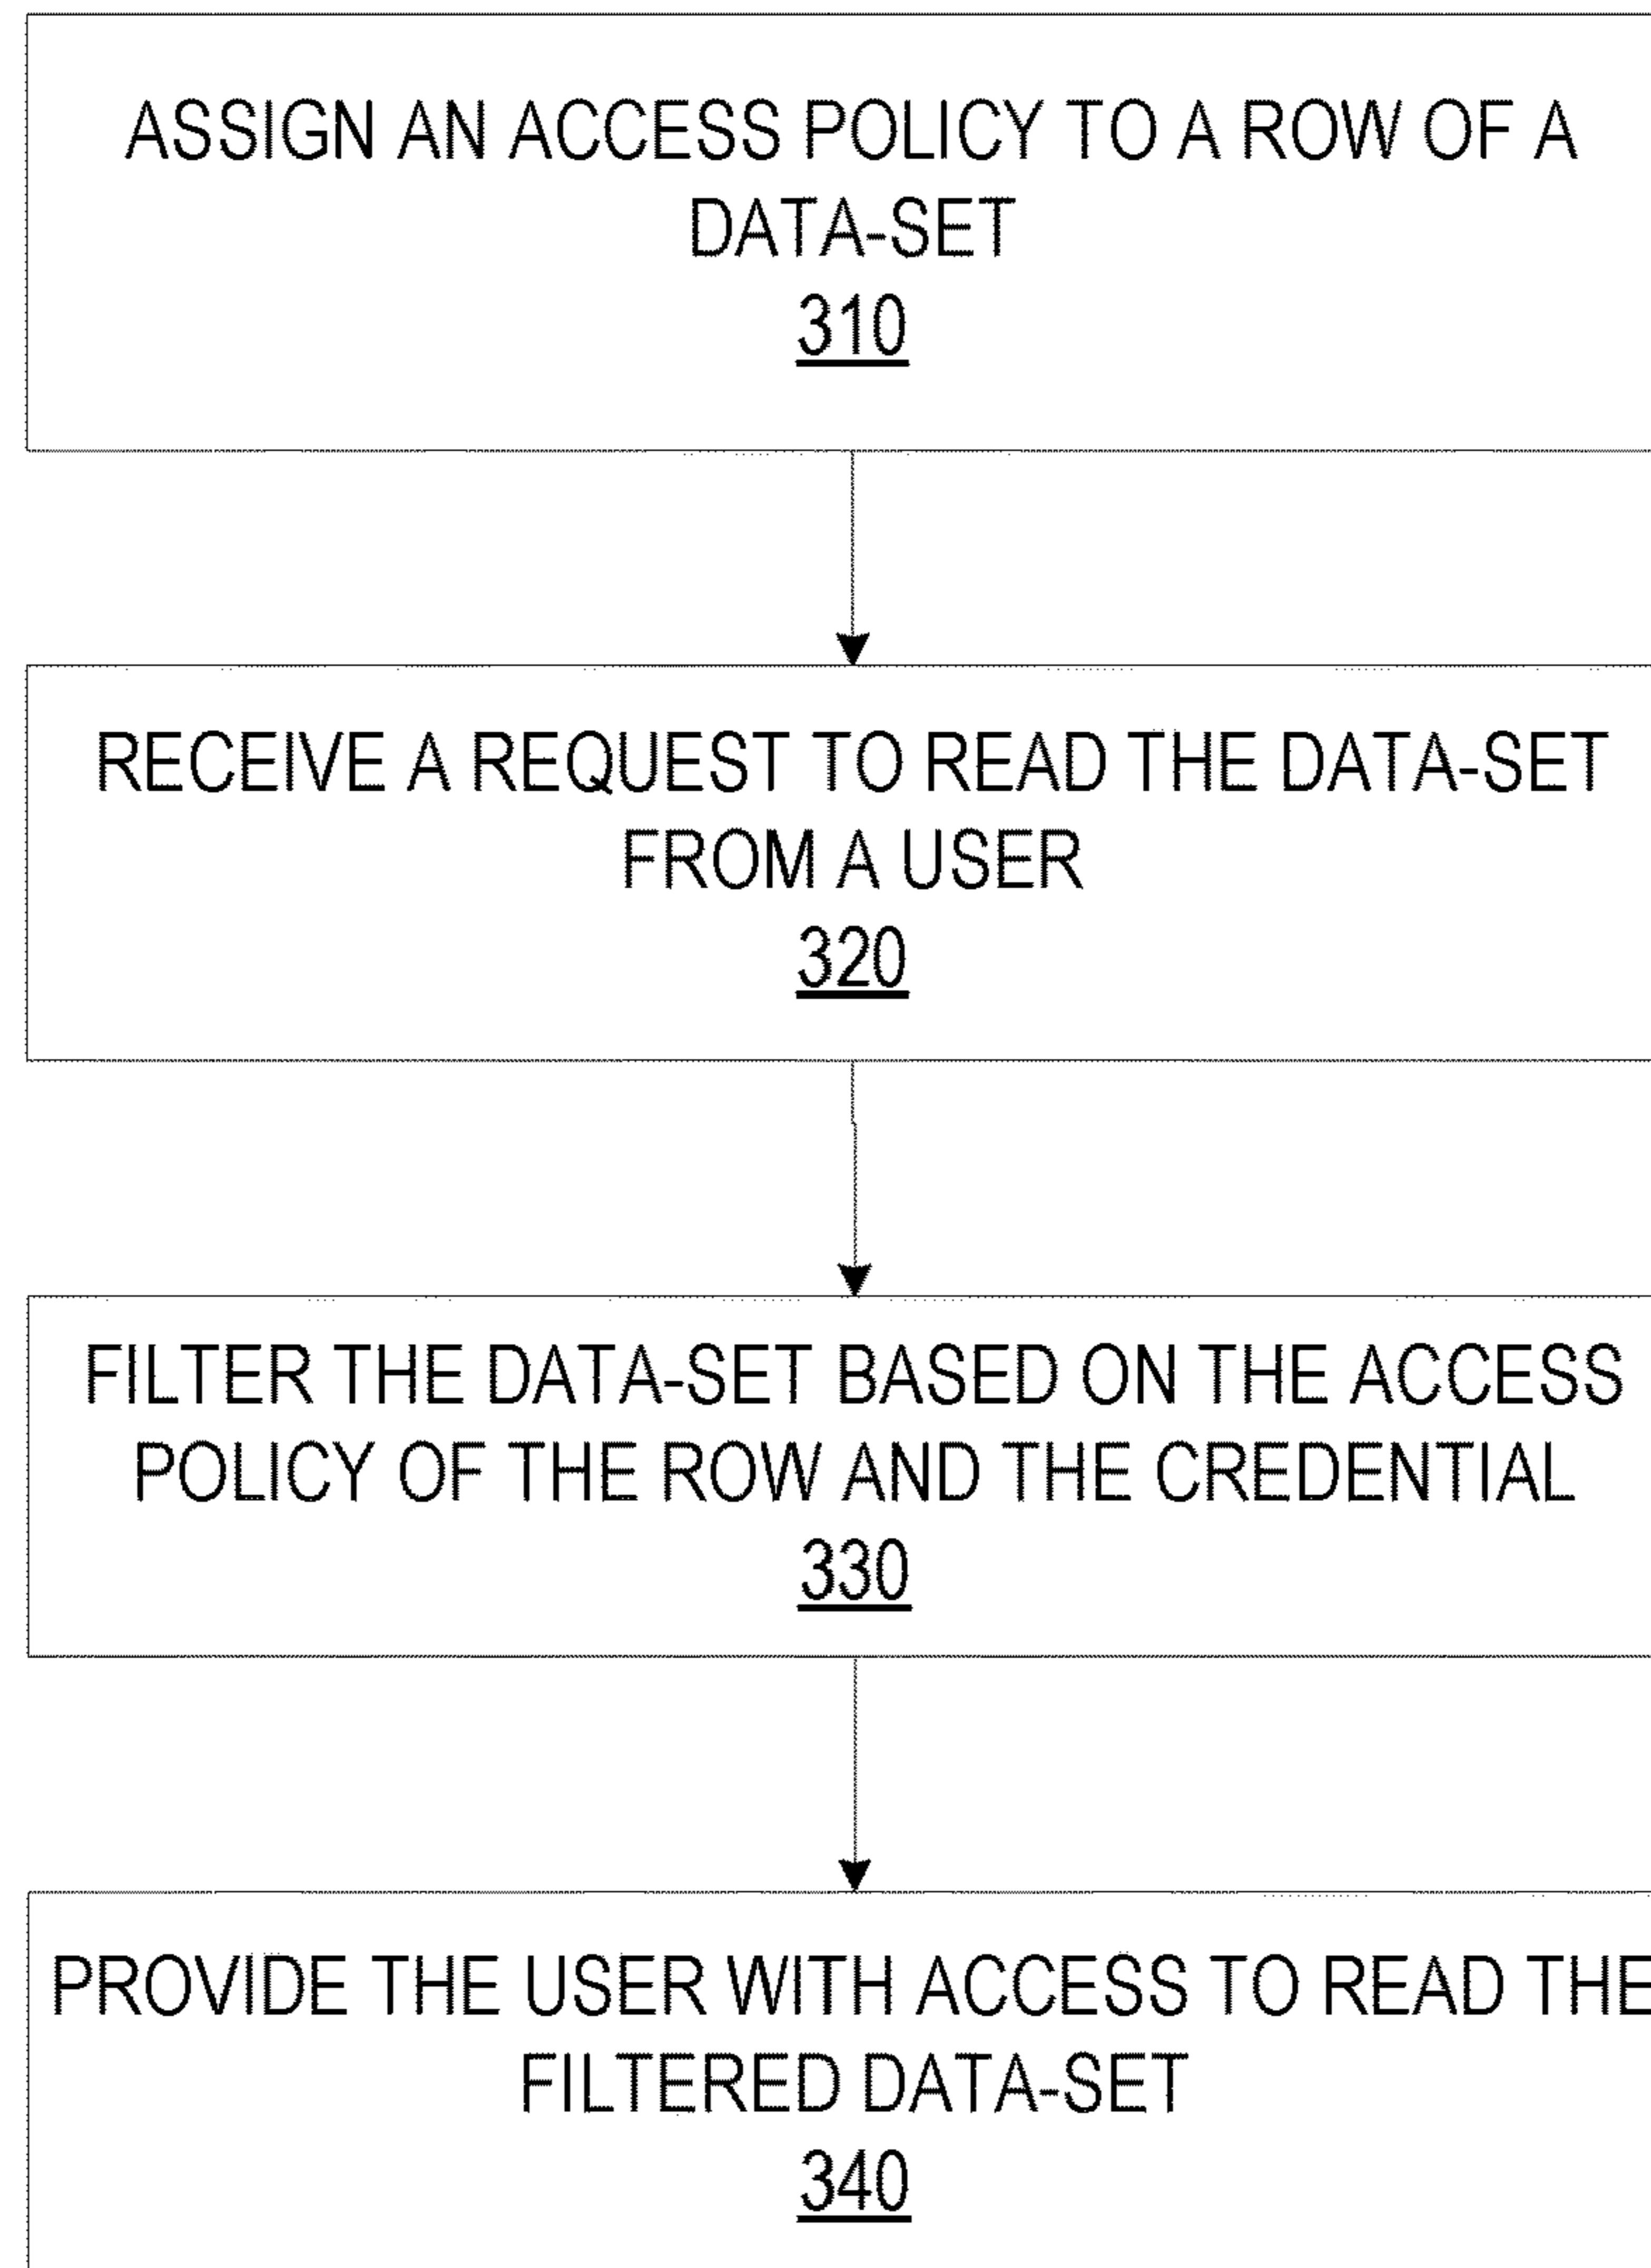 ASSIGN AN ACCESS POLICY TO A ROW OF A
DATA-SET
310
RECEIVE A REQUEST TO READ THE DATA-SET
FROM A USER
320
FILTER THE DATA-SET BASED ON THE ACCESS
POLICY OF THE ROW AND THE CREDENTIAL
330
PROVIDE THE USER WITH ACCESS TO READ THE
FILTERED DATA-SET
340